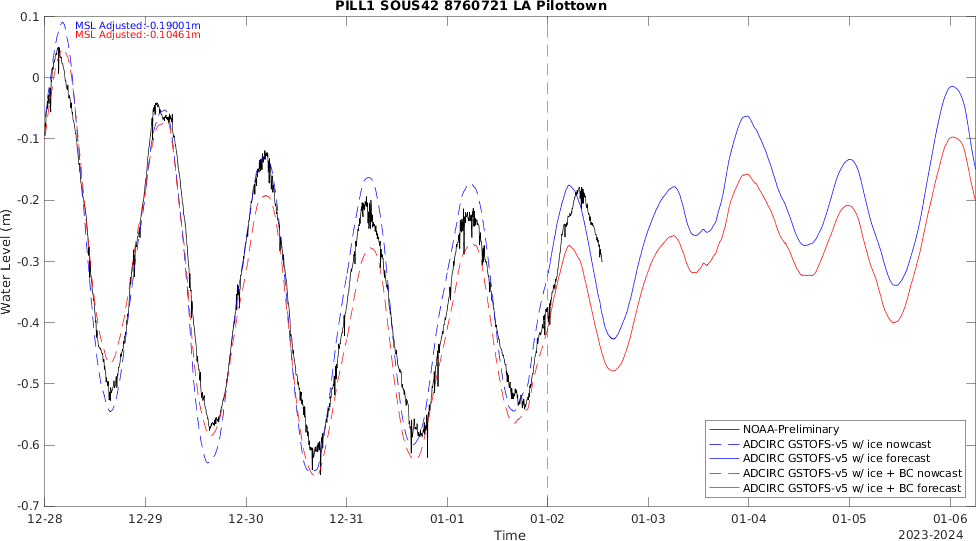 PILL1 SOUS42 8760721 LA Pilottown
MSL Adjusted:-0.19001m
MSL Adjusted:-0.10461m
0.1
0
-0.1
-0.2
-0.3
-0.4
-0.5
-0.6
-0.7
Water Level (m)
NOAA-Preliminary
ADCIRC GSTOFS-v5 w/ ice nowcast
ADCIRC GSTOFS-v5 w/ ice forecast
ADCIRC GSTOFS-v5 w/ ice + BC nowcast
ADCIRC GSTOFS-v5 w/ ice + BC forecast
12-28 12-29 12-30 12-31 01-01 01-02 01-03 01-04 01-05 01-06
Time
2023-2024